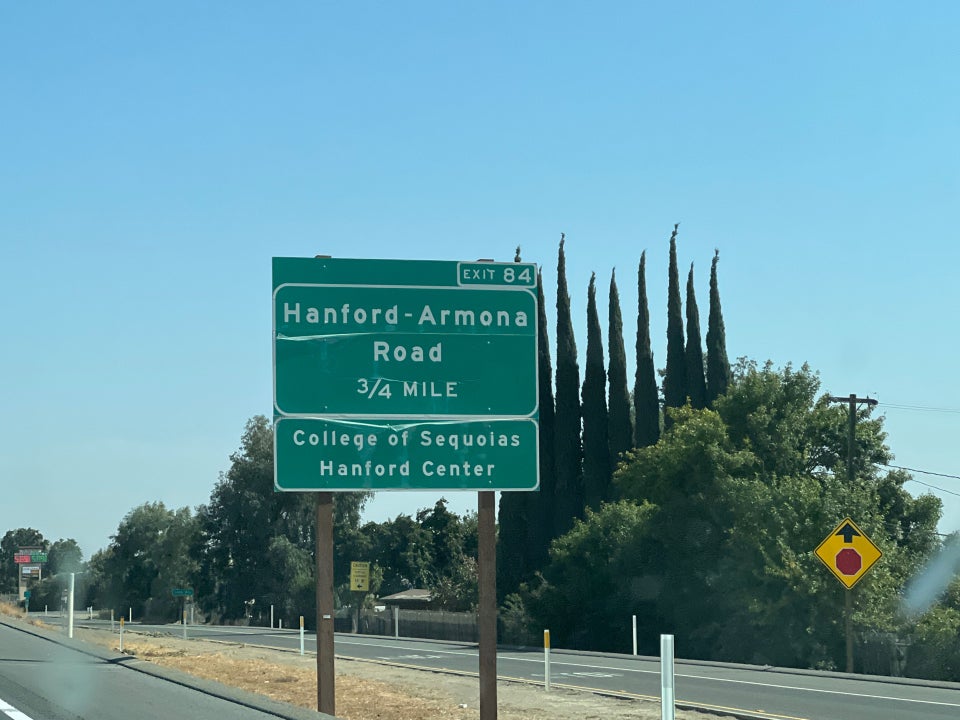 EXIT 84
Hanford-Armona
Road
3/4 MILE
College of Sequoias
Hanford Center